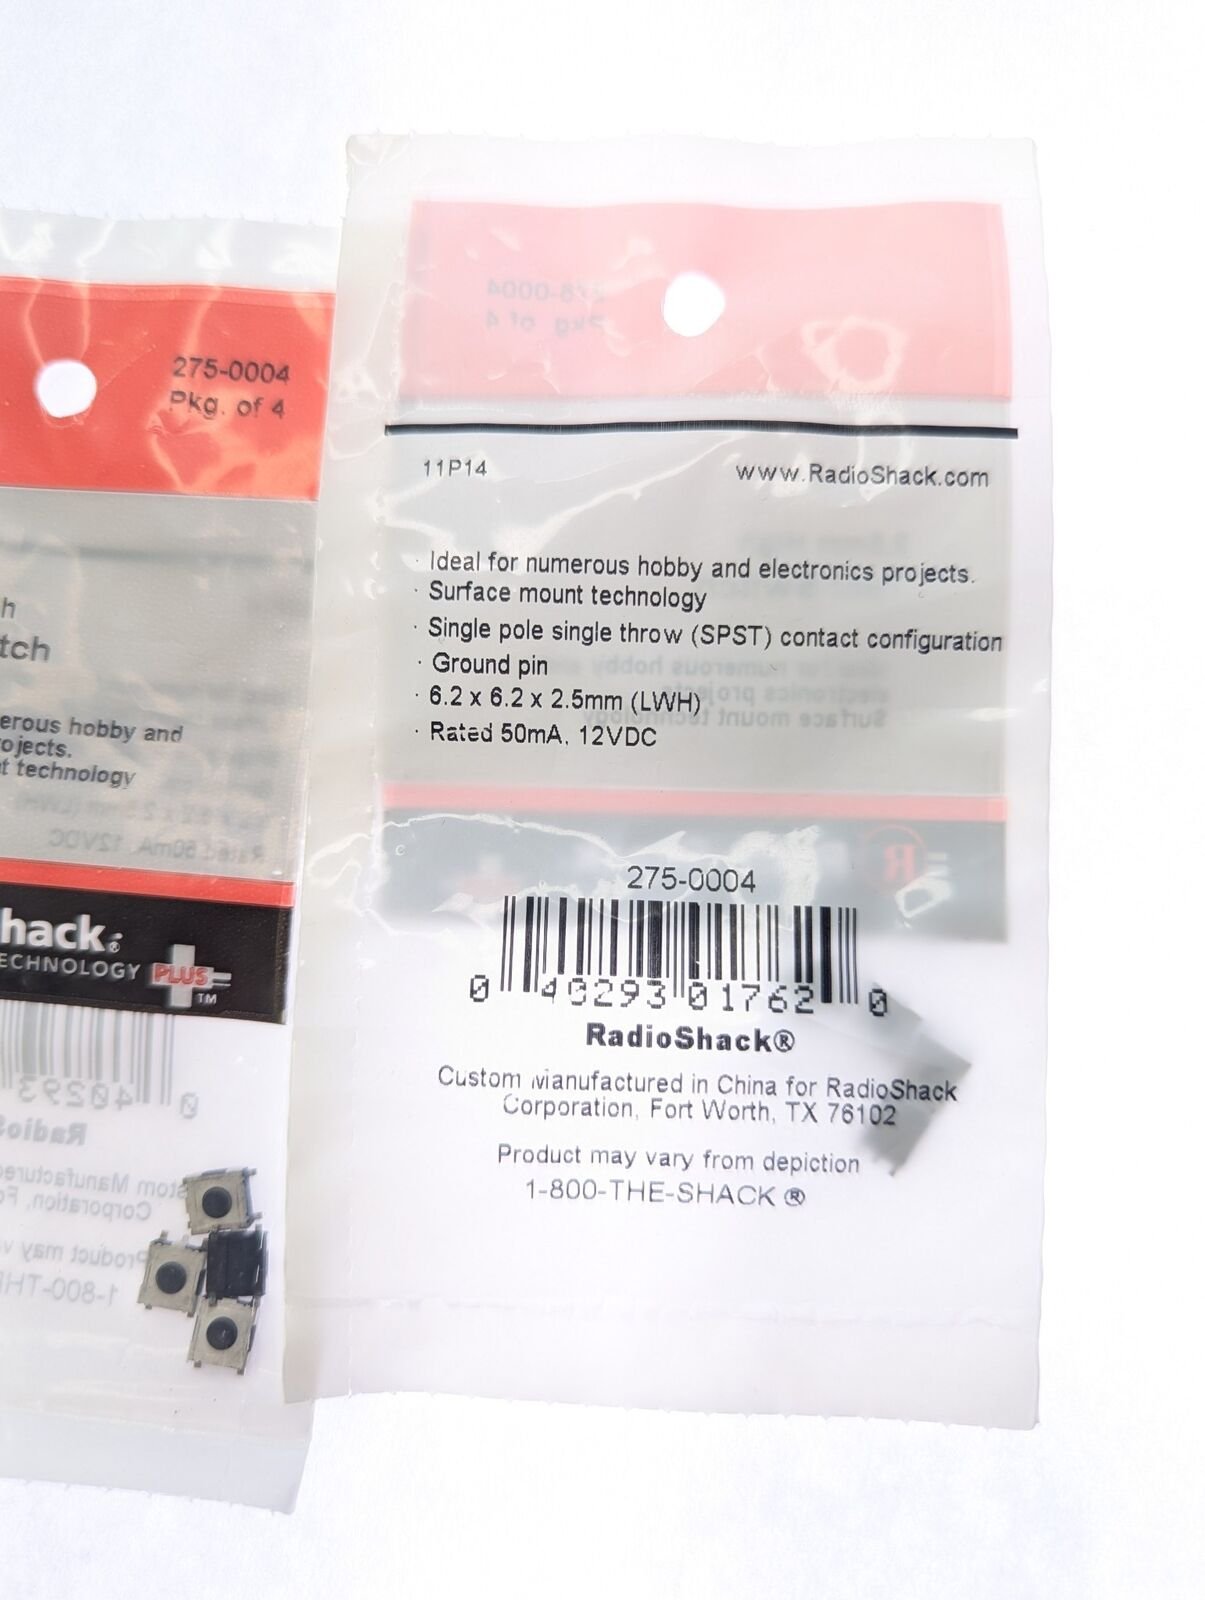 275-0004
Pkg. of 4
h
tch
erous hobby and
ojects.
t technology
hack®
ECHNOLOGY PLUS
TM
11P14
www.RadioShack.com
· Ideal for numerous hobby and electronics projects.
· Surface mount technology
· Single pole single throw (SPST) contact configuration
· Ground pin
· 6.2 x 6.2 x 2.5mm (LWH)
· Rated 50mA, 12VDC
275-0004
0 40293 01762 0
RadioShack®
Custom Manufactured in China for RadioShack
Corporation, Fort Worth, TX 76102
Product may vary from depiction
1-800-THE-SHACK ®